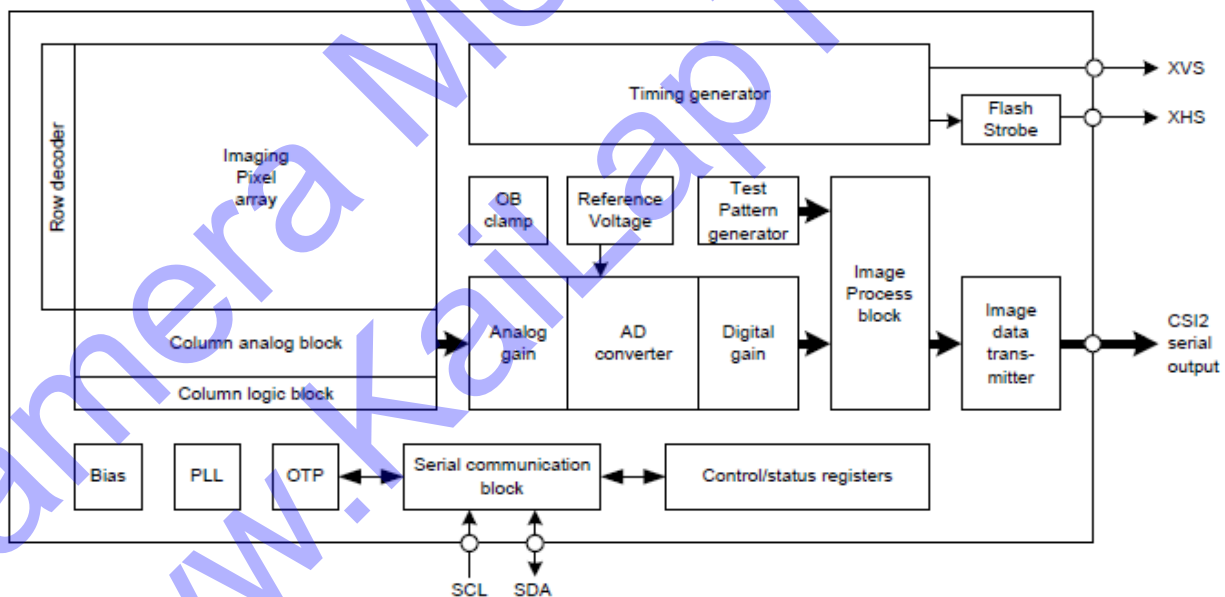 Row decoder
Imaging
Pixel
array
Timing generator
Flash
Strobe
XVS
XHS
OB
clamp
Reference
Voltage
Test
Pattern
generator
Column analog block
Column logic block
Analog
gain
AD
converter
Digital
gain
Image
Process
block
Image
data
trans-
mitter
CSI2
serial
output
Bias
PLL
OTP
Serial communication
block
Control/status registers
SCL
SDA